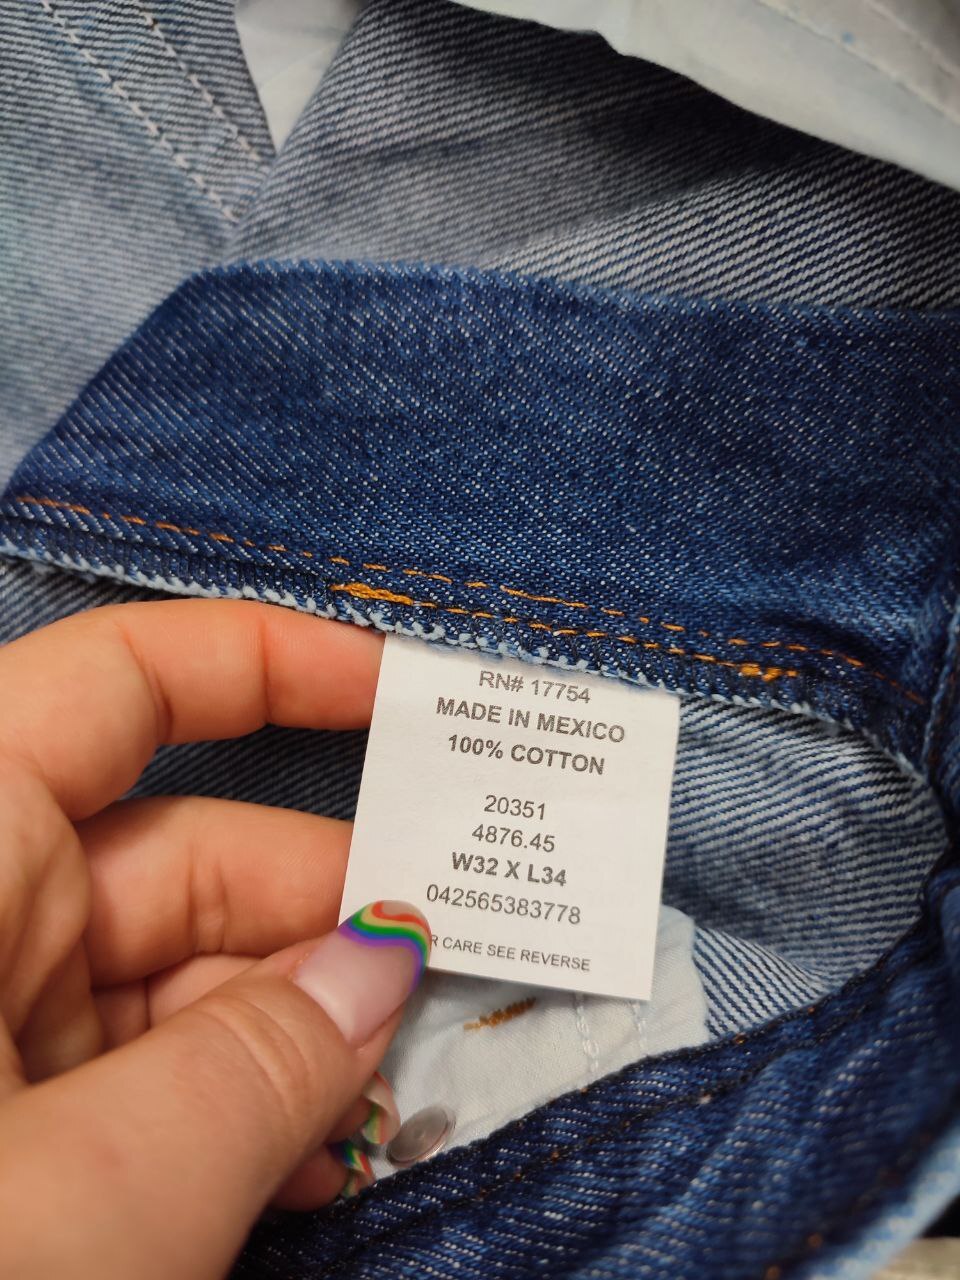 RN# 17754
MADE IN MEXICO
100% COTTON
20351
4876.45
W32 X L34
042565383778
CARE SEE REVERSE